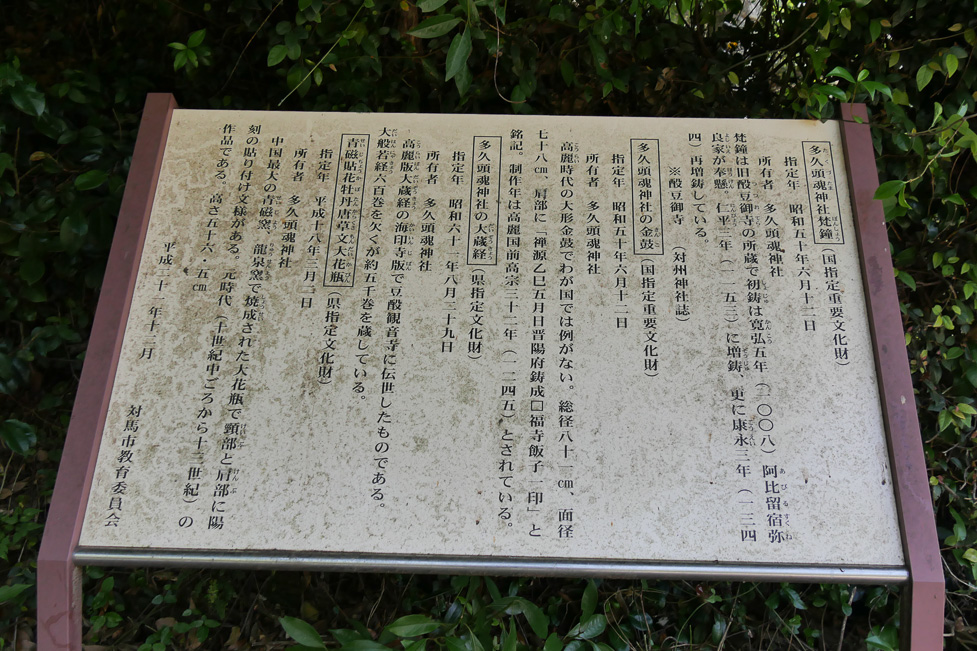 多久頭魂神社梵鐘（国指定重要文化財）
指定年　昭和五十年六月十二日
所有者　多久頭魂神社
梵鐘は旧酘豆御寺の所蔵で初鋳は寛弘五年（一〇〇八）阿比留宿弥
良家が奉懸。仁平三年（一一五三）に増鋳、更に康永三年（一三四
四）再増鋳している。
※酘豆御寺　（対州神社誌）
多久頭魂神社の金鼓（国指定重要文化財）
指定年　昭和五十年六月十二日
所有者　多久頭魂神社
高麗時代の大形金鼓でわが国では例がない。総径八十一㎝、面径
七十八㎝、肩部に「禅源乙巳五月日晋陽府鋳成□福寺飯子一印」と
銘記。制作年は高麗国前高宗三十二年（一二四五）とされている。
多久頭魂神社の大蔵経（県指定文化財）
指定年　昭和六十一年八月二十九日
所有者　多久頭魂神社
高麗版大蔵経の海印寺版で豆酘観音寺に伝世したものである。
大般若経六百巻を欠くが約五千巻を蔵している。
青磁貼花牡丹唐草文大花瓶（県指定文化財）
指定年　平成十八年三月二日
所有者　多久頭魂神社
中国最大の青磁窯、龍泉窯で焼成された大花瓶で頸部と肩部に陽
刻の貼り付け文様がある。元時代（十世紀中ごろから十三世紀）の
作品である。高さ五十六・五㎝
平成二十一年十二月
対馬市教育委員会